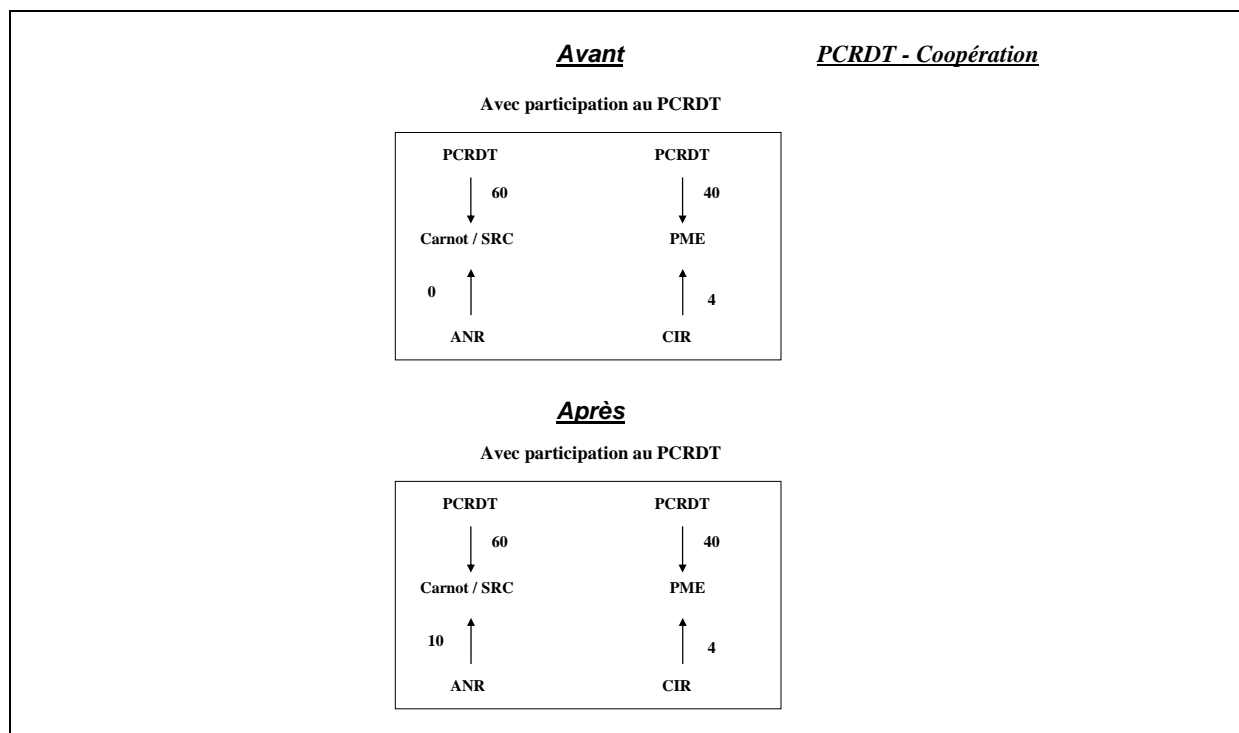 Avant PCRDT - Coopération
Avec participation au PCRDT
PCRDT PCRDT
60 40
Carnot / SRC PME
0 4
ANR CIR
Après
Avec participation au PCRDT
PCRDT PCRDT
60 40
Carnot / SRC PME
10 4
ANR CIR